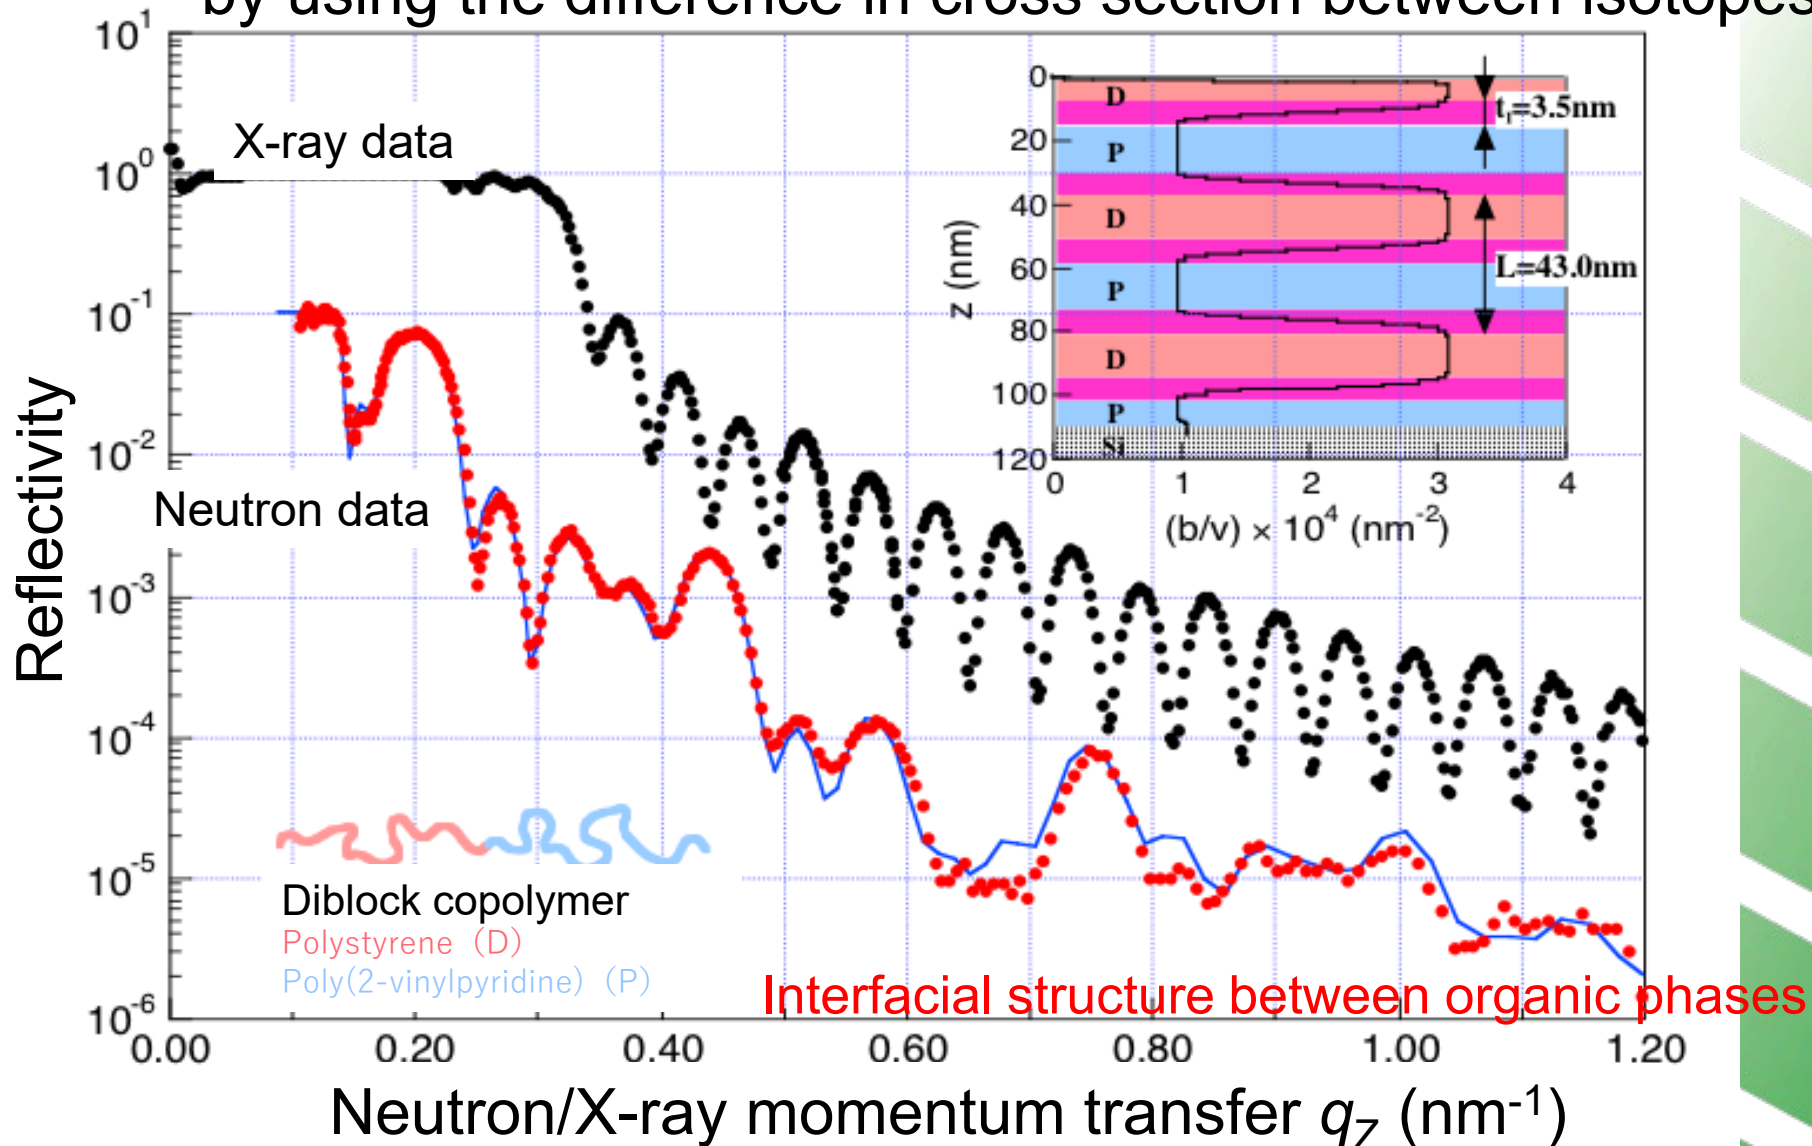 by using the difference in cross section between isotopes
10^1
X-ray data
10^0
10^-1
10^-2
Neutron data
10^-3
10^-4
10^-5
10^-6
Reflectivity
0
20
40
60
80
100
120
z (nm)
D
P
D
P
D
P
Si
t_I=3.5nm
L=43.0nm
0 1 2 3 4
(b/v) × 10^4 (nm^-2)
Diblock copolymer
Polystyrene（D）
Poly(2-vinylpyridine)（P）
Interfacial structure between organic phases
0.00 0.20 0.40 0.60 0.80 1.00 1.20
Neutron/X-ray momentum transfer q_z (nm^-1)